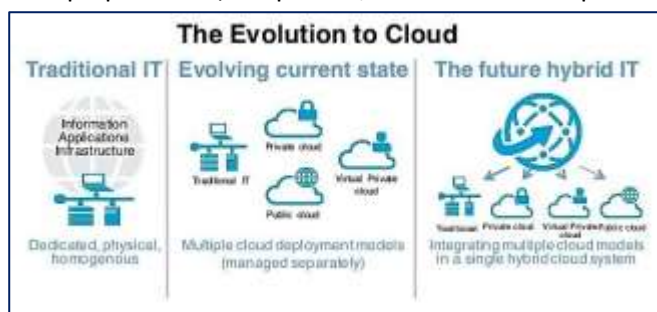 The Evolution to Cloud
Traditional IT
Information
Applications
Infrastructure
Dedicated, physical,
homogenous
Evolving current state
Traditional IT
Private cloud
Virtual Private
cloud
Public cloud
Multiple cloud deployment models
(managed separately)
The future hybrid IT
Traditional
Private cloud
Virtual Private
cloud
Public cloud
Integrating multiple cloud models
in a single hybrid cloud system